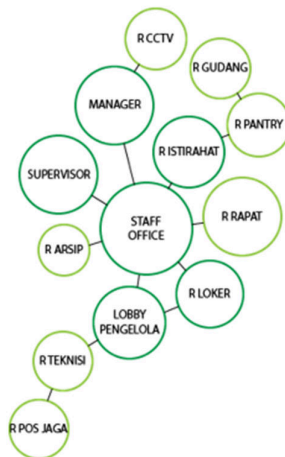 R CCTV
R GUDANG
MANAGER
R PANTRY
R ISTIRAHAT
SUPERVISOR
STAFF
OFFICE
R RAPAT
R ARSIP
R LOKER
LOBBY
PENGELOLA
R TEKNISI
R POS JAGA